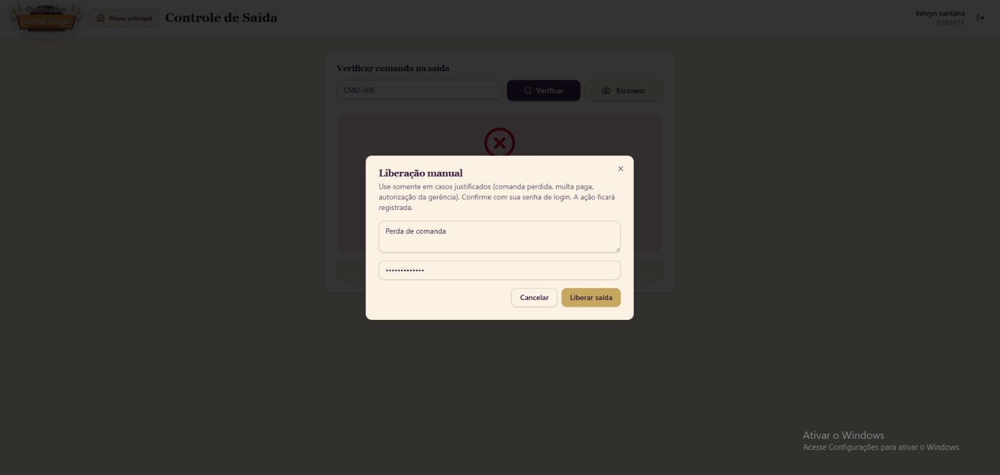 Panificadora
Central Parque
Menu principal
Controle de Saída
kelvyn santana
GERENTE
Verificar comanda na saída
CMD-006
Verificar
Escanear
Liberação manual
Use somente em casos justificados (comanda perdida, multa paga,
autorização da gerência). Confirme com sua senha de login. A ação ficará
registrada.
Perda de comanda
•••••••••••••
Cancelar
Liberar saída
Ativar o Windows
Acesse Configurações para ativar o Windows.